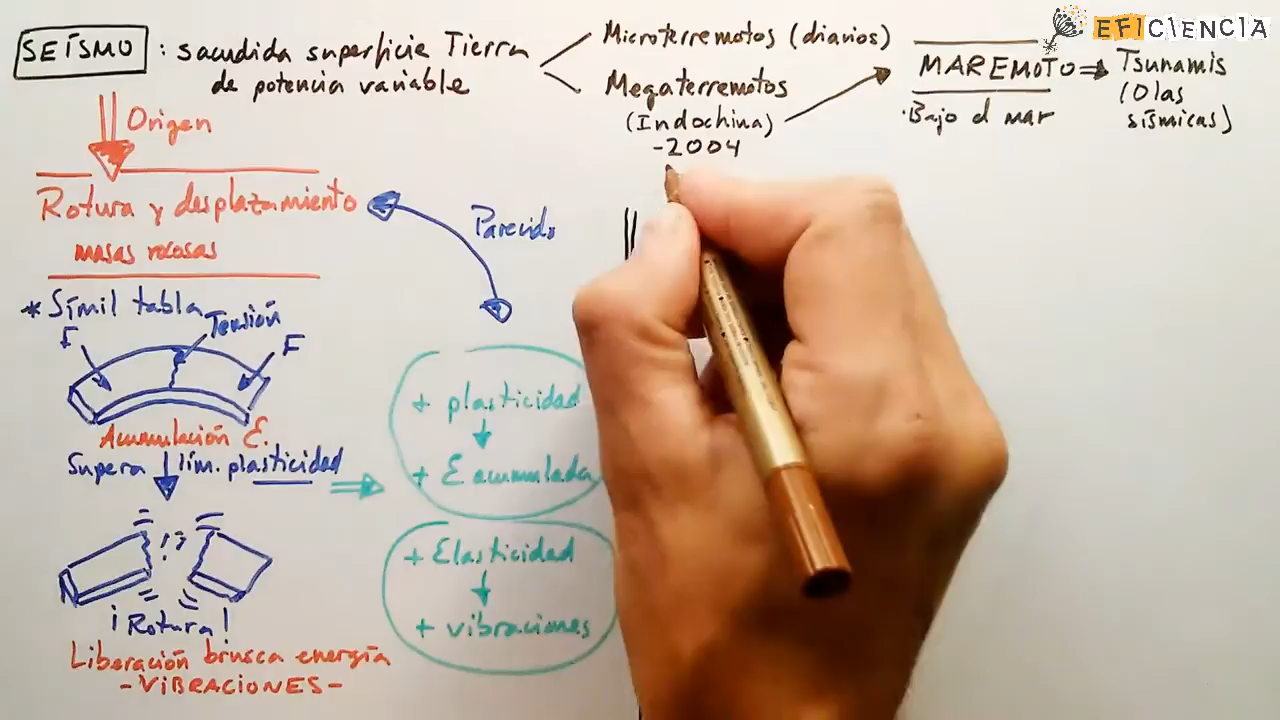 EFICIENCIA
SEÍSMO : sacudida superficie Tierra
de potencia variable
Microterremotos (diarios)
Megaterremotos
(Indochina)
-2004
MAREMOTO ⇒ Tsunamis
(Olas
sísmicas)
·Bajo el mar
Origen
Rotura y desplazamiento
masas rocosas
Parecido
* Símil tabla
Tensión
F
F
Acumulación E.
Supera ↓ lím. plasticidad
+ plasticidad
↓
+ E acumulada
+ Elasticidad
↓
+ vibraciones
!?
¡Rotura!
Liberación brusca energía
-VIBRACIONES-